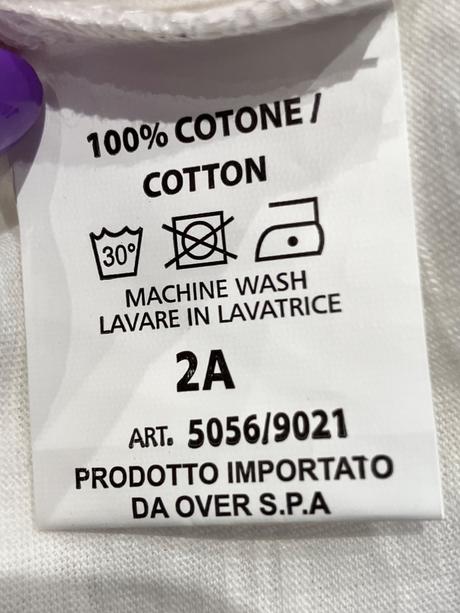 100% COTONE /
COTTON
30°
MACHINE WASH
LAVARE IN LAVATRICE
2A
ART. 5056/9021
PRODOTTO IMPORTATO
DA OVER S.P.A